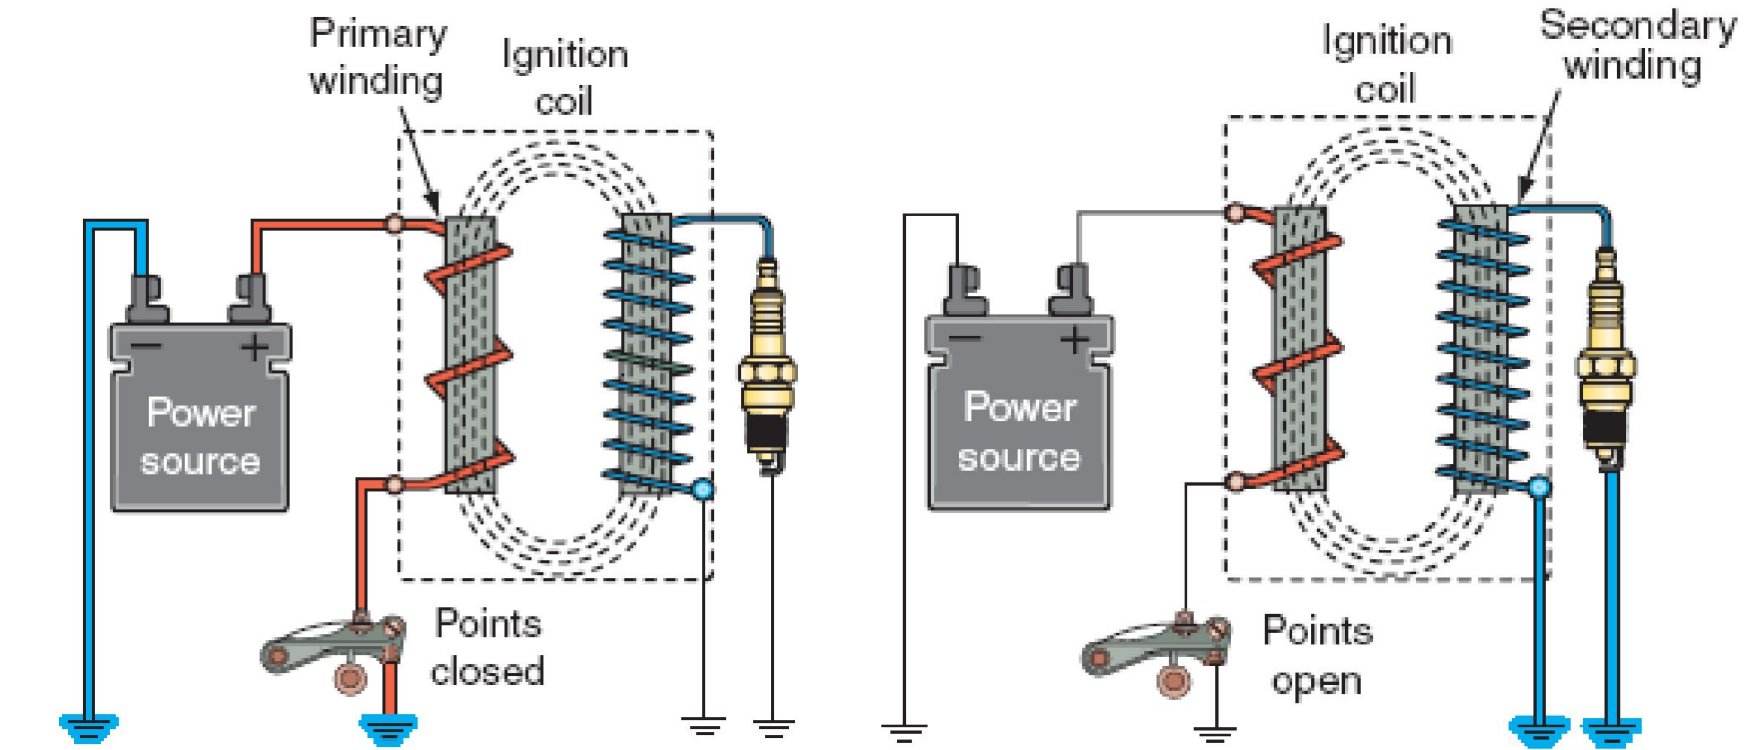 Primary
winding
Ignition
coil
− +
Power
source
Points
closed
Ignition
coil
Secondary
winding
− +
Power
source
Points
open